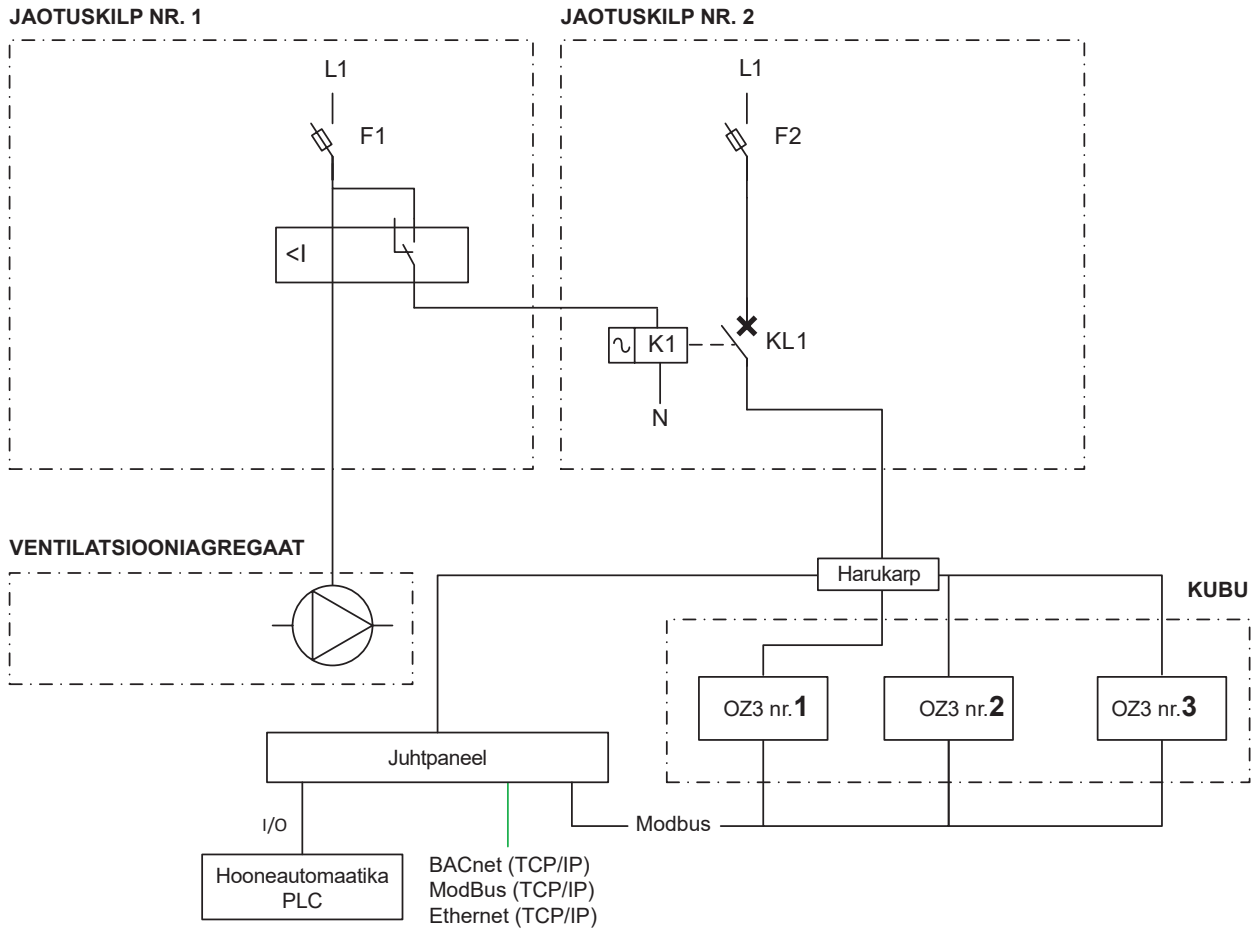 JAOTUSKILP NR. 1
JAOTUSKILP NR. 2
L1
L1
F1
F2
<I
K1
KL1
N
VENTILATSIOONIAGREGAAT
Harukarp
KUBU
OZ3 nr.1
OZ3 nr.2
OZ3 nr.3
Juhtpaneel
I/O
Modbus
Hooneautomaatika
PLC
BACnet (TCP/IP)
ModBus (TCP/IP)
Ethernet (TCP/IP)